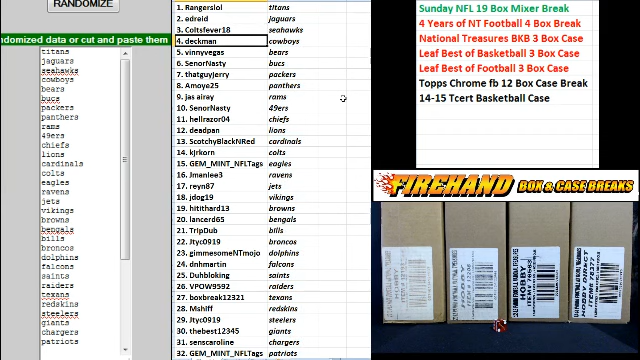 RANDOMIZE
ndomized data or cut and paste them
titans
jaguars
seahawks
cowboys
bears
bucs
packers
panthers
rams
49ers
chiefs
lions
cardinals
colts
eagles
ravens
jets
vikings
browns
bengals
bills
broncos
dolphins
falcons
saints
raiders
texans
redskins
steelers
giants
chargers
patriots
1. Rangerslol titans
2. edreid jaguars
3. Coltsfever18 seahawks
4. deckman cowboys
5. vinnyvegas bears
6. SenorNasty bucs
7. thatguyjerry packers
8. Amoye25 panthers
9. jas airay rams
10. SenorNasty 49ers
11. hellrazor04 chiefs
12. deadpan lions
13. ScotchyBlackNRed cardinals
14. kjrkorn colts
15. GEM_MINT_NFLTags eagles
16. Jmanlee3 ravens
17. reyn87 jets
18. jdog19 vikings
19. hitithard13 browns
20. lancerd65 bengals
21. TripDub bills
22. Jtyc0919 broncos
23. gimmesomeNTmojo dolphins
24. dnhmartin falcons
25. Duhbloking saints
26. VPOW9592 raiders
27. boxbreak12321 texans
28. Mshiff redskins
29. Jtyc0919 steelers
30. thebest12345 giants
31. senscaroline chargers
32. GEM_MINT_NFLTags patriots
Sunday NFL 19 Box Mixer Break
4 Years of NT Football 4 Box Break
National Treasures BKB 3 Box Case
Leaf Best of Basketball 3 Box Case
Leaf Best of Football 3 Box Case
Topps Chrome fb 12 Box Case Break
14-15 Tcert Basketball Case
FIREHAND BOX & CASE BREAKS
HOBBY
HOBBY DIRECT